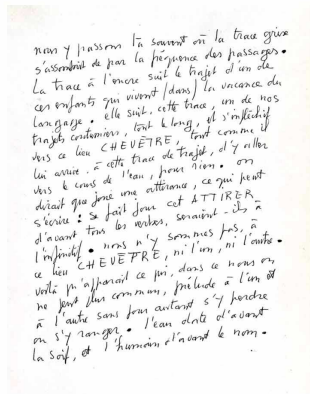 nous y passons là souvent où la trace grise
s'assombrit de par la fréquence des passages.
La trace à l'encre suit le trajet d'un de
ces enfants qui vivent (dans) la vacance du
langage. elle suit, cette trace, un de nos
trajets coutumiers, tout le long, et s'infléchit
vers ce lieu CHEVÊTRE, tout comme il
lui arrive, à cette trace de trajet, d'y aller
vers le cours de l'eau, pour rien. on
dirait que joue une attirance, ce qui peut
s'écrire : se fait jour cet ATTIRER
d'avant tous les verbes, seraient-ils à
l'infinitif. nous n'y sommes pas, à
ce lieu CHEVÊTRE, ni l'un, ni l'autre.
voilà qu'apparaît ce qui, dans ce nous on
ne peut plus commun, prélude à l'un et
à l'autre sans pour autant s'y perdre
on s'y ranger. l'eau date d'avant
la soif, et l'humain d'avant le nom.